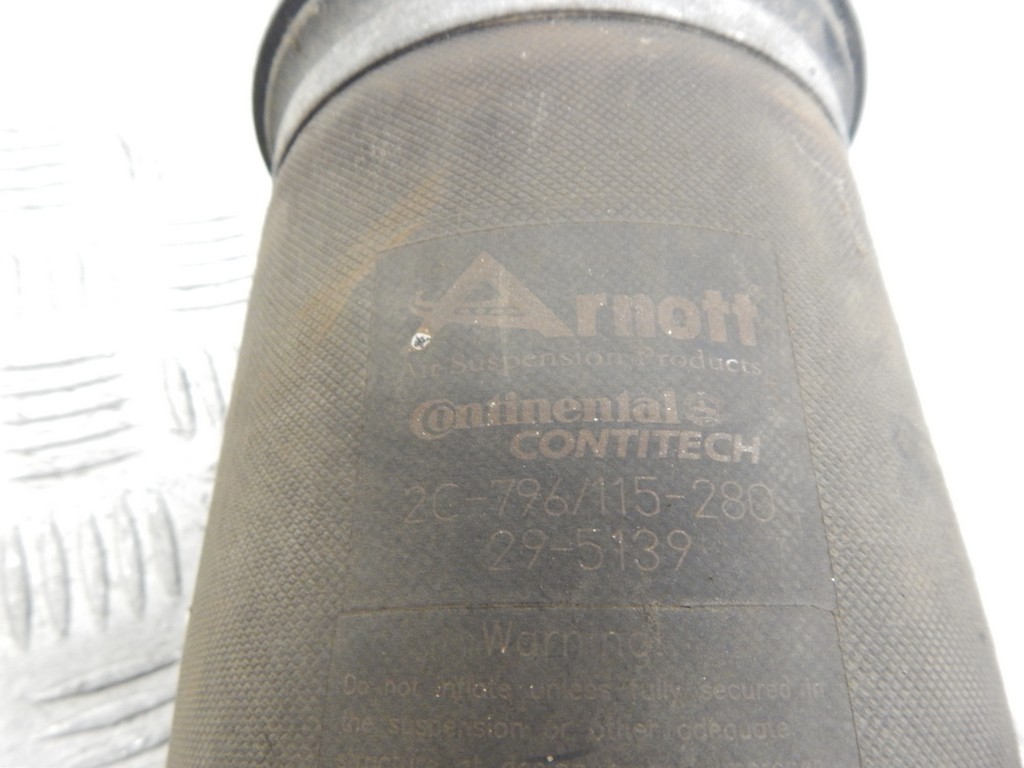 Arnott
Air Suspension Products
Continental
CONTITECH
2C-796/115-280
29-5139
Warning!
Do not inflate unless fully secured in
the suspension or other adequate